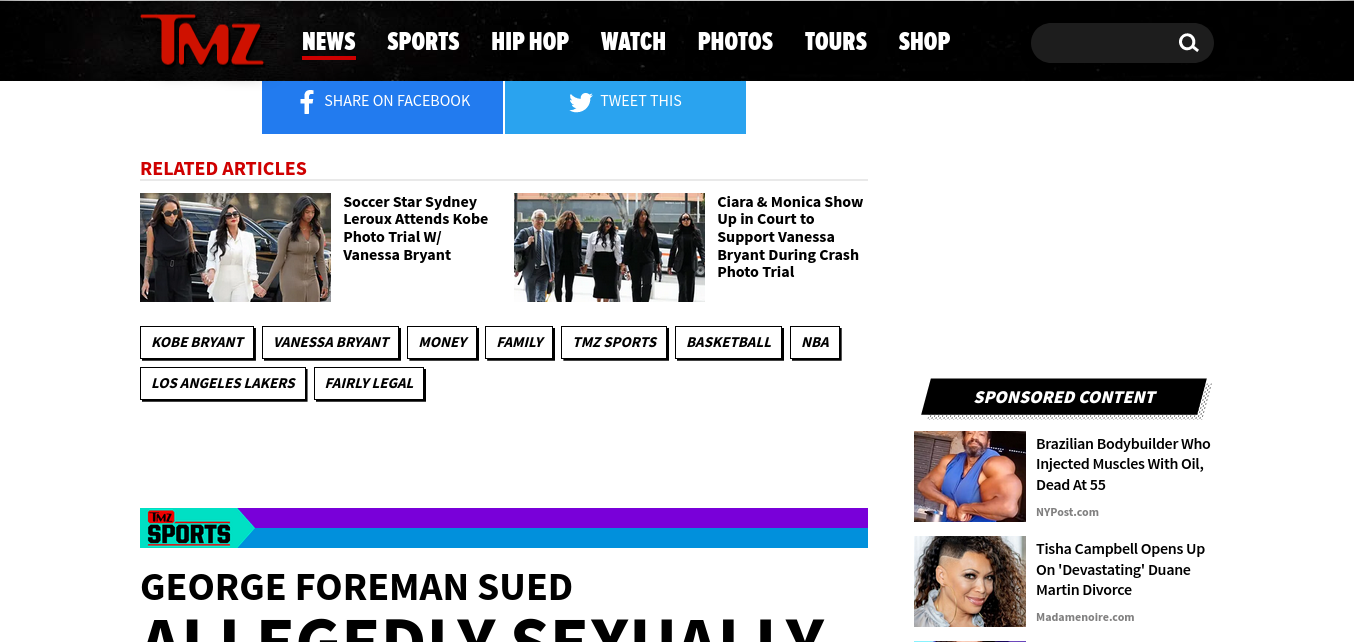 TMZ
NEWS SPORTS HIP HOP WATCH PHOTOS TOURS SHOP
SHARE ON FACEBOOK
TWEET THIS
RELATED ARTICLES
Soccer Star Sydney
Leroux Attends Kobe
Photo Trial W/
Vanessa Bryant
Ciara & Monica Show
Up in Court to
Support Vanessa
Bryant During Crash
Photo Trial
KOBE BRYANT VANESSA BRYANT MONEY FAMILY TMZ SPORTS BASKETBALL NBA
LOS ANGELES LAKERS FAIRLY LEGAL
TMZ
SPORTS
GEORGE FOREMAN SUED
ALLEGEDLY SEXUALLY
SPONSORED CONTENT
Brazilian Bodybuilder Who
Injected Muscles With Oil,
Dead At 55
NYPost.com
Tisha Campbell Opens Up
On 'Devastating' Duane
Martin Divorce
Madamenoire.com